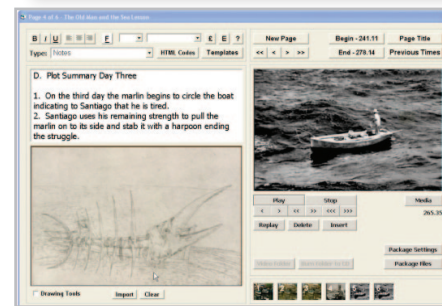 Page 4 of 6 - The Old Man and the Sea Lesson
B I U F £ E ?
Type: Notes HTML Codes Templates
D. Plot Summary Day Three
1. On the third day the marlin begins to circle the boat
indicating to Santiago that he is tired.
2. Santiago uses his remaining strength to pull the
marlin on to its side and stab it with a harpoon ending
the struggle.
Drawing Tools Import Clear
New Page Begin - 241.11 Page Title
<< < > >> End - 279.14 Previous Times
Play Stop Media
< > << >> <<< >>> 265.35
Replay Delete Insert
Package Settings
Package Files